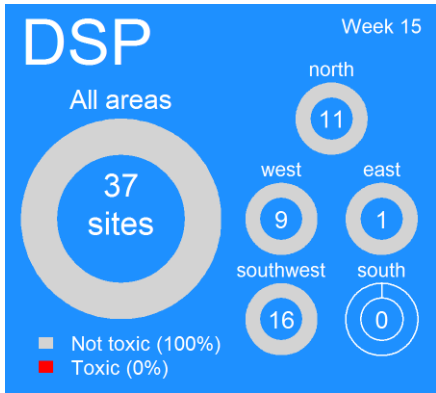 DSP
Week 15
All areas
37
sites
north
11
west
9
east
1
southwest
16
south
0
Not toxic (100%)
Toxic (0%)